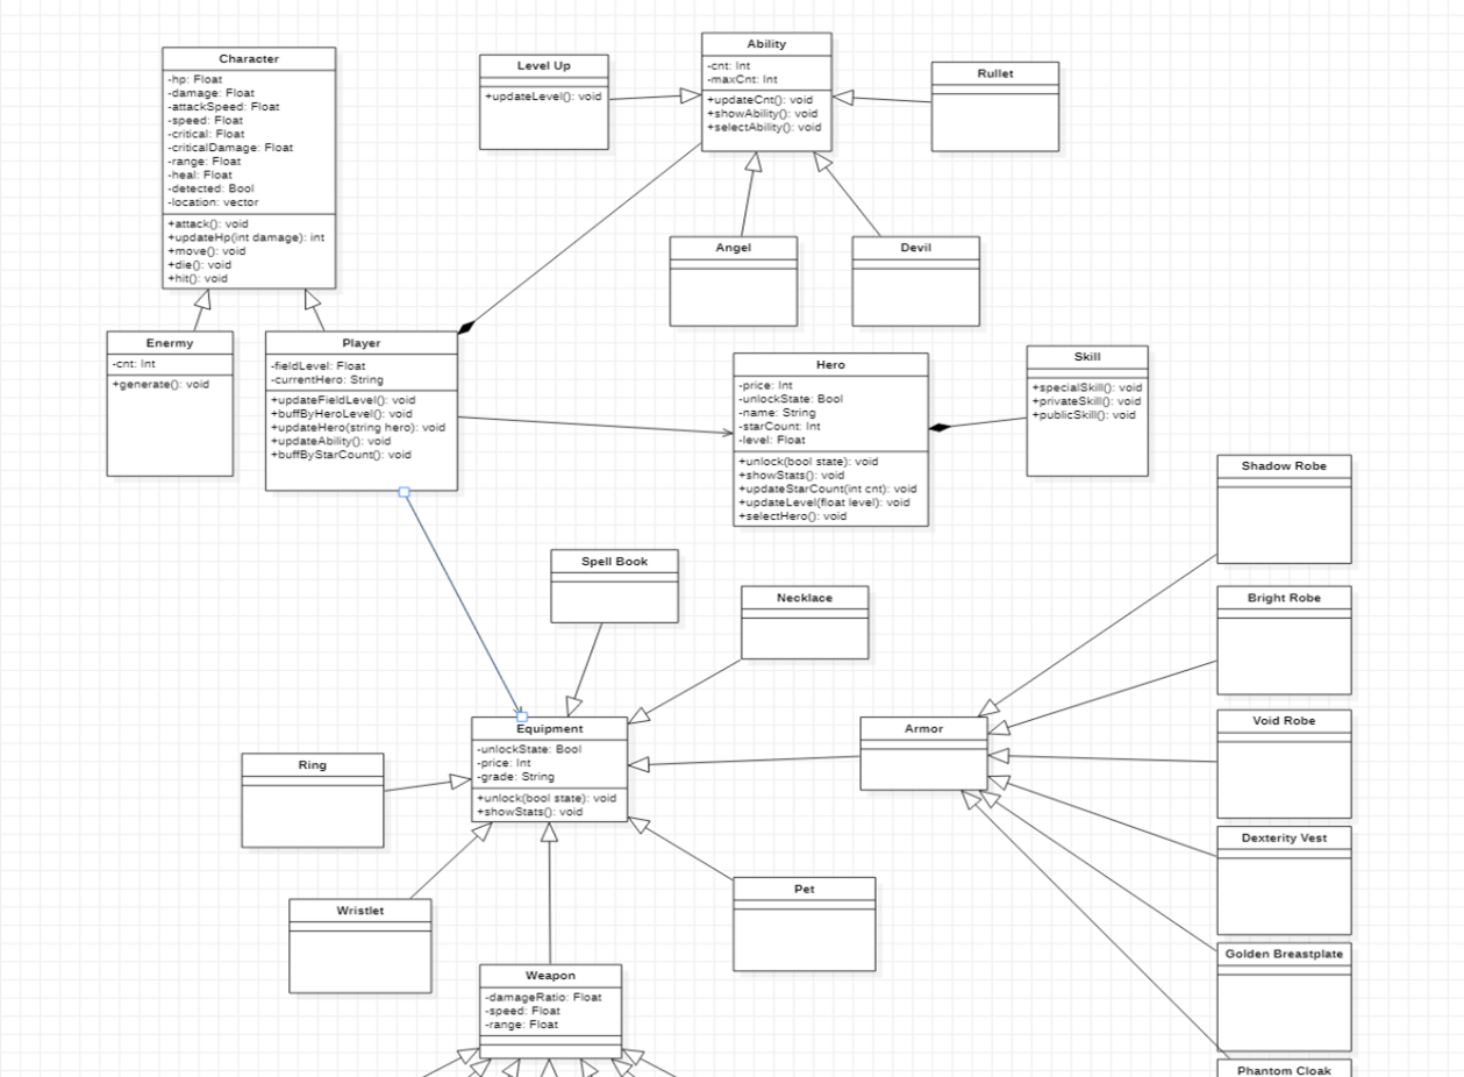 Character
-hp: Float
-damage: Float
-attackSpeed: Float
-speed: Float
-critical: Float
-criticalDamage: Float
-range: Float
-heal: Float
-detected: Bool
-location: vector
+attack(): void
+updateHp(int damage): int
+move(): void
+die(): void
+hit(): void
Level Up
+updateLevel(): void
Ability
-cnt: Int
-maxCnt: Int
+updateCnt(): void
+showAbility(): void
+selectAbility(): void
Rullet
Angel
Devil
Enermy
-cnt: Int
+generate(): void
Player
-fieldLevel: Float
-currentHero: String
+updateFieldLevel(): void
+buffByHeroLevel(): void
+updateHero(string hero): void
+updateAbility(): void
+buffByStarCount(): void
Hero
-price: Int
-unlockState: Bool
-name: String
-starCount: Int
-level: Float
+unlock(bool state): void
+showStats(): void
+updateStarCount(int cnt): void
+updateLevel(float level): void
+selectHero(): void
Skill
+specialSkill(): void
+privateSkill(): void
+publicSkill(): void
Shadow Robe
Spell Book
Necklace
Bright Robe
Equipment
-unlockState: Bool
-price: Int
-grade: String
+unlock(bool state): void
+showStats(): void
Armor
Void Robe
Ring
Dexterity Vest
Wristlet
Pet
Golden Breastplate
Weapon
-damageRatio: Float
-speed: Float
-range: Float
Phantom Cloak